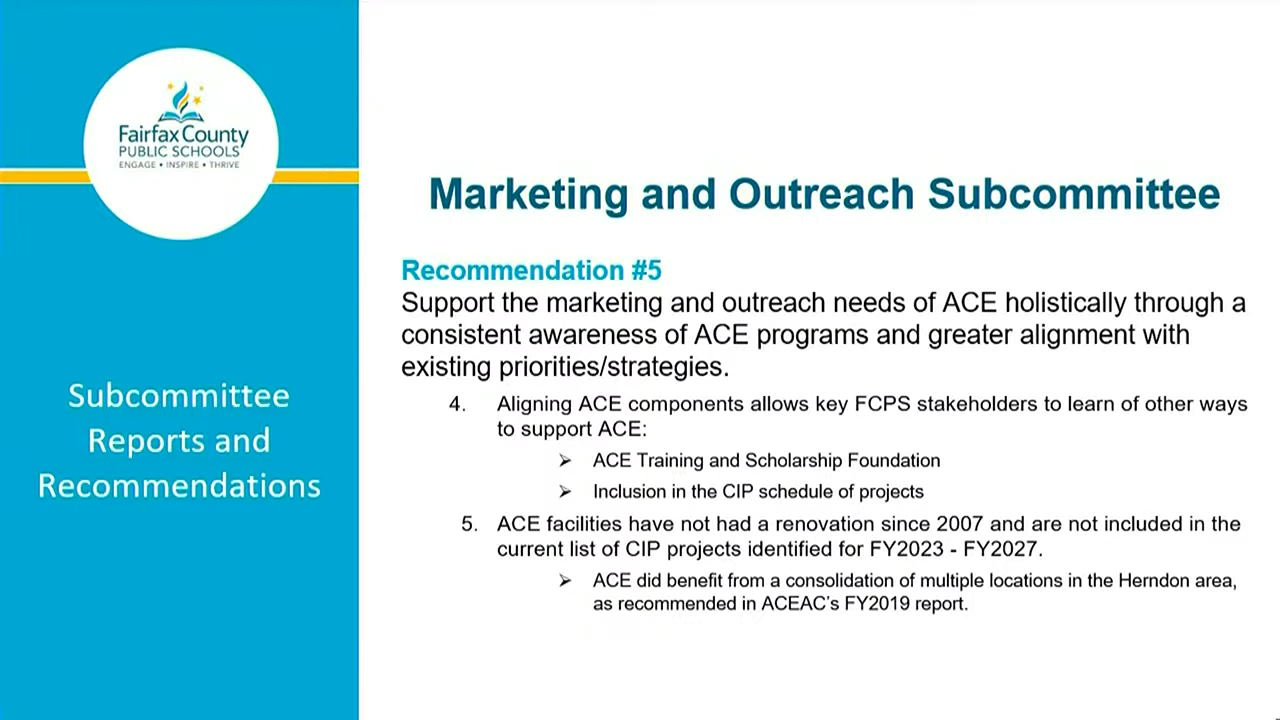 Fairfax County
PUBLIC SCHOOLS
ENGAGE • INSPIRE • THRIVE
Subcommittee
Reports and
Recommendations
Marketing and Outreach Subcommittee
Recommendation #5
Support the marketing and outreach needs of ACE holistically through a
consistent awareness of ACE programs and greater alignment with
existing priorities/strategies.
4. Aligning ACE components allows key FCPS stakeholders to learn of other ways
to support ACE:
➢ ACE Training and Scholarship Foundation
➢ Inclusion in the CIP schedule of projects
5. ACE facilities have not had a renovation since 2007 and are not included in the
current list of CIP projects identified for FY2023 - FY2027.
➢ ACE did benefit from a consolidation of multiple locations in the Herndon area,
as recommended in ACEAC's FY2019 report.